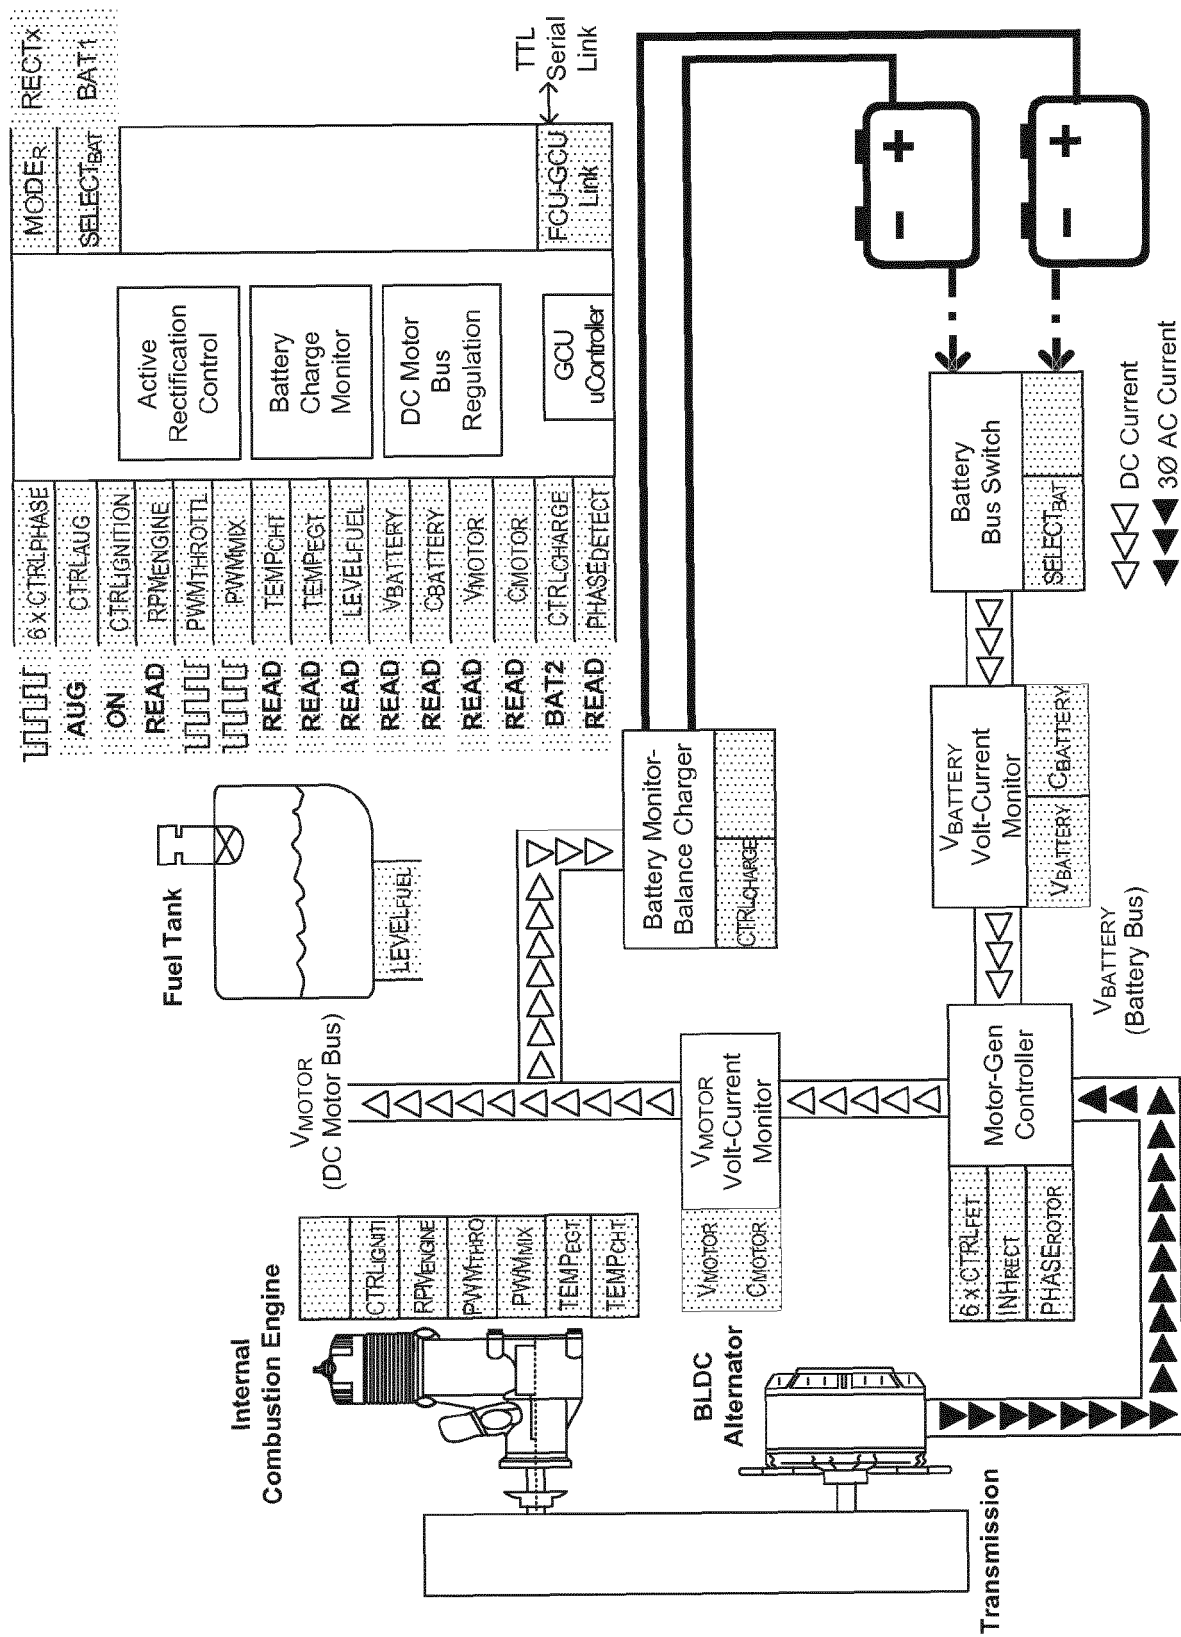 MODER RECTx
SELECTBAT BAT1
6 x CTRLPHASE
AUG CTRLAUG
ON CTRLIGNITION
READ RPMENGINE
PWMTHROTTL
PWMMIX
READ TEMPCHT
READ TEMPEGT
READ LEVELFUEL
READ VBATTERY
READ CBATTERY
READ VMOTOR
READ CMOTOR
BAT2 CTRLCHARGE
READ PHASEDETECT
Active
Rectification
Control
Battery
Charge
Monitor
DC Motor
Bus
Regulation
GCU
uController
FCU-GCU
Link
TTL
Serial
Link
Fuel Tank
LEVELFUEL
VMOTOR
(DC Motor Bus)
Internal
Combustion Engine
CTRLIGNITI
RPMENGINE
PWMTHRO
PWMMIX
TEMPEGT
TEMPCHT
Battery Monitor-
Balance Charger
CTRLCHARGE
VMOTOR
Volt-Current
Monitor
VMOTOR
CMOTOR
BLDC
Alternator
Transmission
Motor-Gen
Controller
6 x CTRLFET
INHRECT
PHASEROTOR
VBATTERY
Volt-Current
Monitor
VBATTERY CBATTERY
VBATTERY
(Battery Bus)
Battery
Bus Switch
SELECTBAT
- +
- +
DC Current
3Ø AC Current